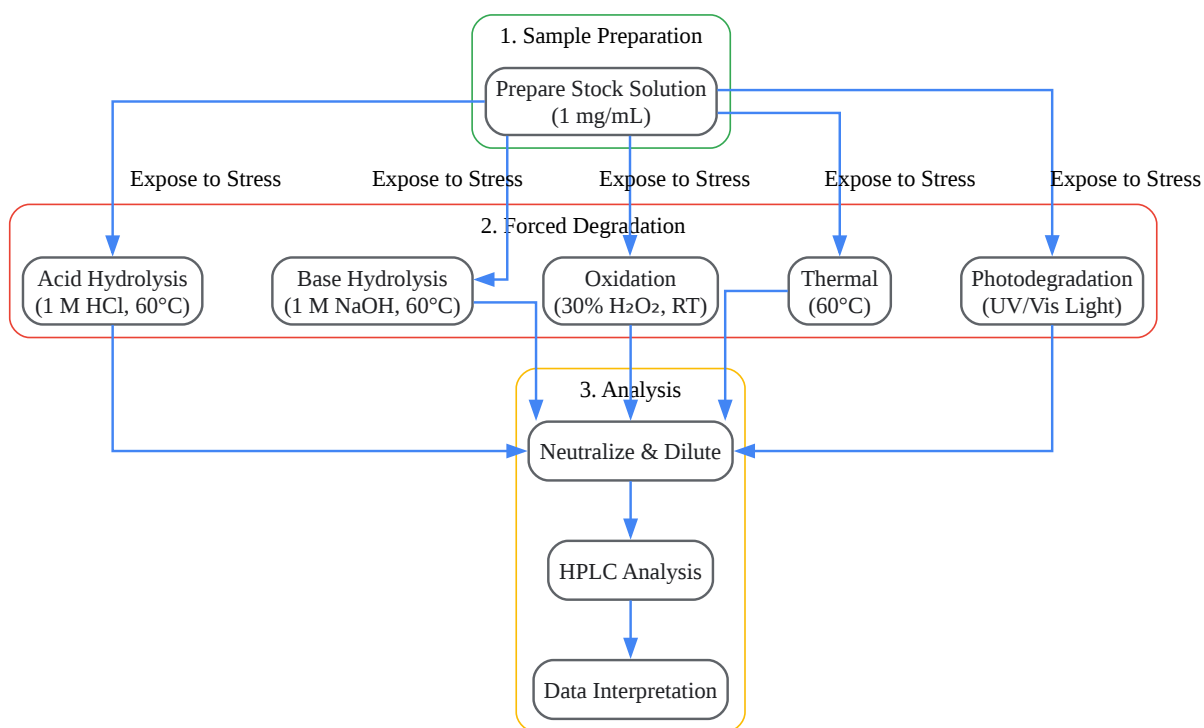 1. Sample Preparation
Prepare Stock Solution
(1 mg/mL)
Expose to Stress
Expose to Stress
Expose to Stress
Expose to Stress
Expose to Stress
2. Forced Degradation
Acid Hydrolysis
(1 M HCl, 60°C)
Base Hydrolysis
(1 M NaOH, 60°C)
Oxidation
(30% H₂O₂, RT)
Thermal
(60°C)
Photodegradation
(UV/Vis Light)
3. Analysis
Neutralize & Dilute
HPLC Analysis
Data Interpretation